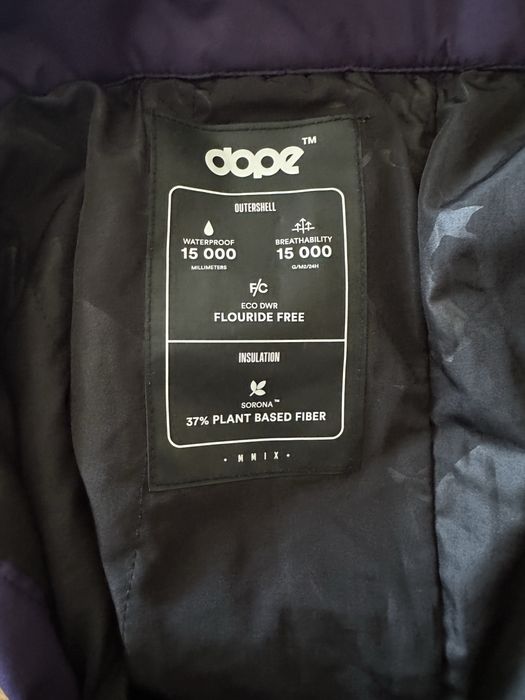 dope™
OUTERSHELL
WATERPROOF
15 000
MILLIMETERS
BREATHABILITY
15 000
G/M2/24H
F/C
ECO DWR
FLOURIDE FREE
INSULATION
SORONA™
37% PLANT BASED FIBER
• MMIX •